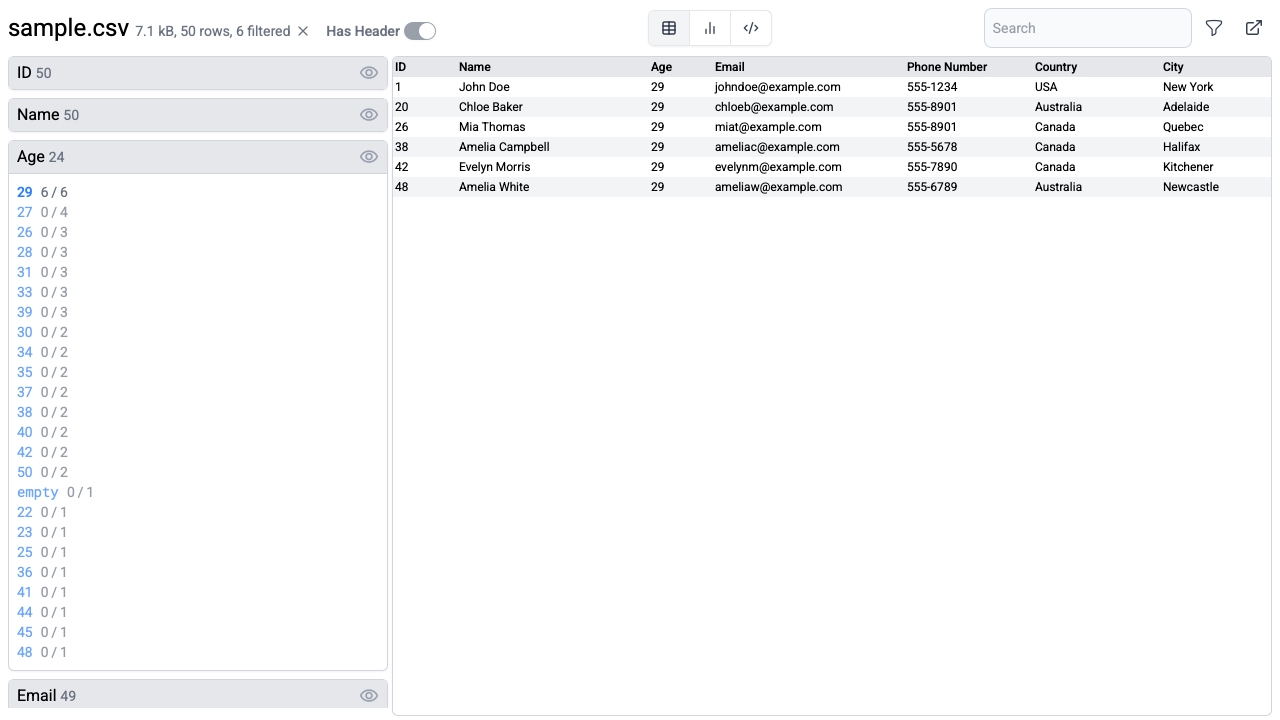 sample.csv 7.1 kB, 50 rows, 6 filtered Has Header
Search
ID 50
Name 50
Age 24
29 6 / 6
27 0 / 4
26 0 / 3
28 0 / 3
31 0 / 3
33 0 / 3
39 0 / 3
30 0 / 2
34 0 / 2
35 0 / 2
37 0 / 2
38 0 / 2
40 0 / 2
42 0 / 2
50 0 / 2
empty 0 / 1
22 0 / 1
23 0 / 1
25 0 / 1
36 0 / 1
41 0 / 1
44 0 / 1
45 0 / 1
48 0 / 1
Email 49
ID Name Age Email Phone Number Country City
1 John Doe 29 johndoe@example.com 555-1234 USA New York
20 Chloe Baker 29 chloeb@example.com 555-8901 Australia Adelaide
26 Mia Thomas 29 miat@example.com 555-8901 Canada Quebec
38 Amelia Campbell 29 ameliac@example.com 555-5678 Canada Halifax
42 Evelyn Morris 29 evelynm@example.com 555-7890 Canada Kitchener
48 Amelia White 29 ameliaw@example.com 555-6789 Australia Newcastle